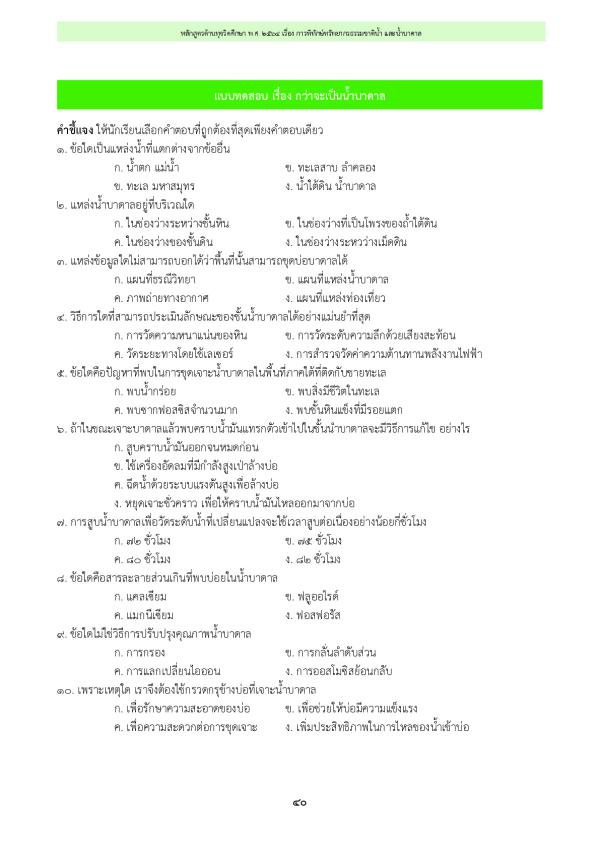 หลักสูตรต้านทุจริตศึกษา พ.ศ. ๒๕๖๔ เรื่อง การพิทักษ์ทรัพยากรธรรมชาติน้ำ และน้ำบาดาล
แบบทดสอบ เรื่อง กว่าจะเป็นน้ำบาดาล
คำชี้แจง ให้นักเรียนเลือกคำตอบที่ถูกต้องที่สุดเพียงคำตอบเดียว
๑. ข้อใดเป็นแหล่งน้ำที่แตกต่างจากข้ออื่น
ก. น้ำตก แม่น้ำ ข. ทะเลสาบ ลำคลอง
ข. ทะเล มหาสมุทร ง. น้ำใต้ดิน น้ำบาดาล
๒. แหล่งน้ำบาดาลอยู่ที่บริเวณใด
ก. ในช่องว่างระหว่างชั้นหิน ข. ในช่องว่างที่เป็นโพรงของถ้ำใต้ดิน
ค. ในช่องว่างของชั้นดิน ง. ในช่องว่างระหวว่างเม็ดดิน
๓. แหล่งข้อมูลใดไม่สามารถบอกได้ว่าพื้นที่นั้นสามารถขุดบ่อบาดาลได้
ก. แผนที่ธรณีวิทยา ข. แผนที่แหล่งน้ำบาดาล
ค. ภาพถ่ายทางอากาศ ง. แผนที่แหล่งท่องเที่ยว
๔. วิธีการใดที่สามารถประเมินลักษณะของชั้นน้ำบาดาลได้อย่างแม่นยำที่สุด
ก. การวัดความหนาแน่นของหิน ข. การวัดระดับความลึกด้วยเสียงสะท้อน
ค. วัดระยะทางโดยใช้เลเซอร์ ง. การสำรวจวัดค่าความต้านทานพลังงานไฟฟ้า
๕. ข้อใดคือปัญหาที่พบในการขุดเจาะน้ำบาดาลในพื้นที่ภาคใต้ที่ติดกับชายทะเล
ก. พบน้ำกร่อย ข. พบสิ่งมีชีวิตในทะเล
ค. พบซากฟอสซิสจำนวนมาก ง. พบชั้นหินแข็งที่มีรอยแตก
๖. ถ้าในขณะเจาะบาดาลแล้วพบคราบน้ำมันแทรกตัวเข้าไปในชั้นน้ำบาดาลจะมีวิธีการแก้ไข อย่างไร
ก. สูบคราบน้ำมันออกจนหมดก่อน
ข. ใช้เครื่องอัดลมที่มีกำลังสูงเป่าล้างบ่อ
ค. ฉีดน้ำด้วยระบบแรงดันสูงเพื่อล้างบ่อ
ง. หยุดเจาะชั่วคราว เพื่อให้คราบน้ำมันไหลออกมาจากบ่อ
๗. การสูบน้ำบาดาลเพื่อวัดระดับน้ำที่เปลี่ยนแปลงจะใช้เวลาสูบต่อเนื่องอย่างน้อยกี่ชั่วโมง
ก. ๗๒ ชั่วโมง ข. ๗๕ ชั่วโมง
ค. ๘๐ ชั่วโมง ง. ๘๒ ชั่วโมง
๘. ข้อใดคือสารละลายส่วนเกินที่พบบ่อยในน้ำบาดาล
ก. แคลเซียม ข. ฟลูออไรด์
ค. แมกนีเซียม ง. ฟอสฟอรัส
๙. ข้อใดไม่ใช่วิธีการปรับปรุงคุณภาพน้ำบาดาล
ก. การกรอง ข. การกลั่นลำดับส่วน
ค. การแลกเปลี่ยนไอออน ง. การออสโมซิสย้อนกลับ
๑๐. เพราะเหตุใด เราจึงต้องใช้กรวดกรุข้างบ่อที่เจาะน้ำบาดาล
ก. เพื่อรักษาความสะอาดของบ่อ ข. เพื่อช่วยให้บ่อมีความแข็งแรง
ค. เพื่อความสะดวกต่อการขุดเจาะ ง. เพิ่มประสิทธิภาพในการไหลของน้ำเข้าบ่อ
๔๐